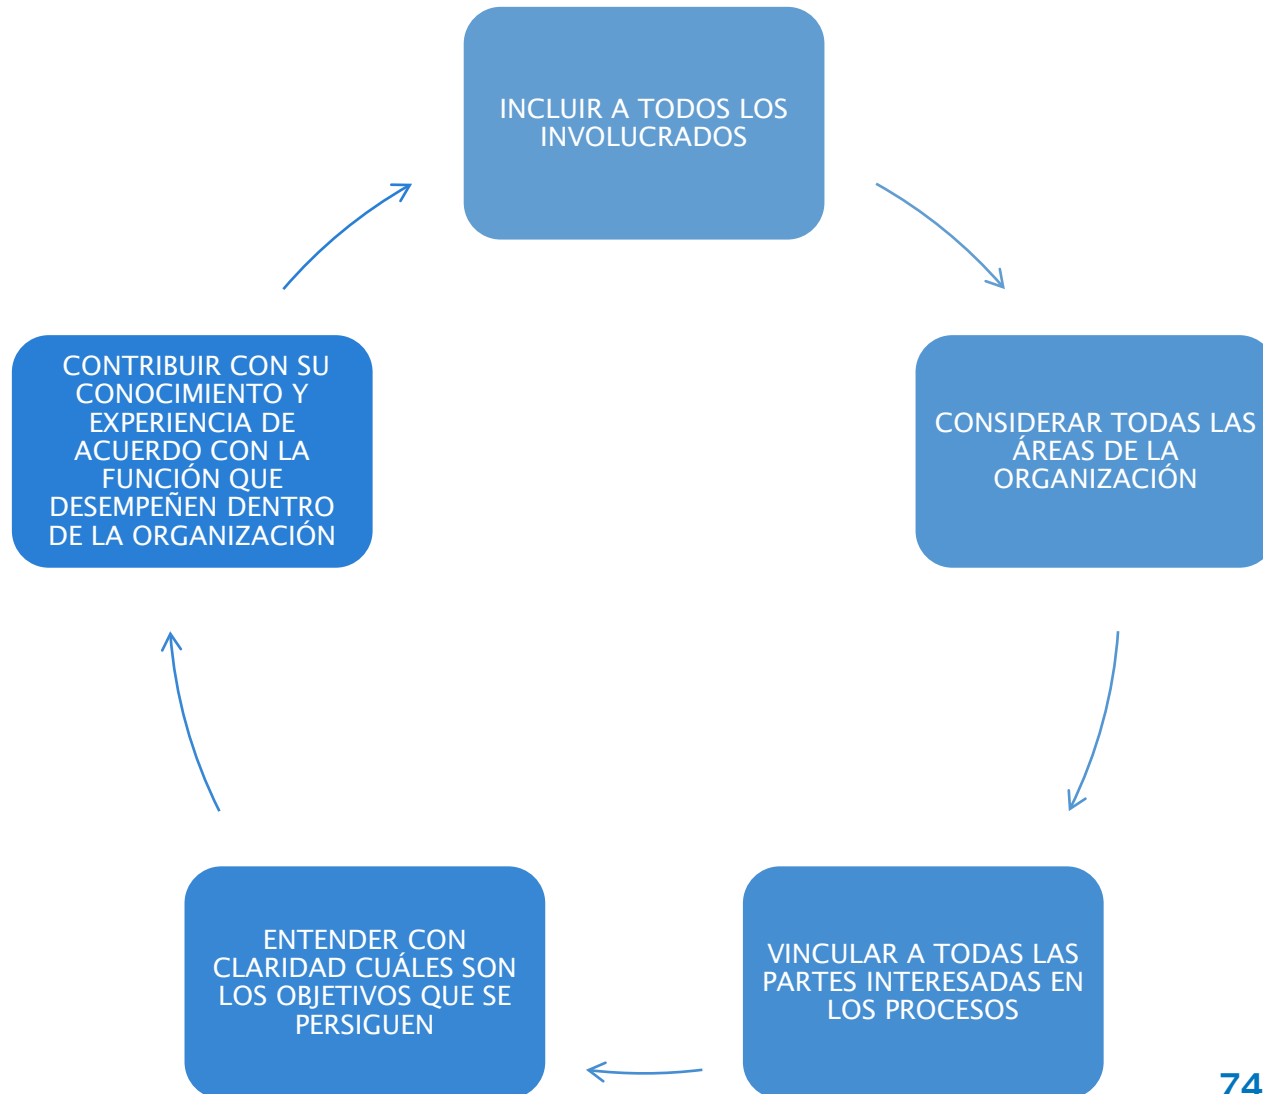 INCLUIR A TODOS LOS
INVOLUCRADOS
CONSIDERAR TODAS LAS
ÁREAS DE LA
ORGANIZACIÓN
VINCULAR A TODAS LAS
PARTES INTERESADAS EN
LOS PROCESOS
ENTENDER CON
CLARIDAD CUÁLES SON
LOS OBJETIVOS QUE SE
PERSIGUEN
CONTRIBUIR CON SU
CONOCIMIENTO Y
EXPERIENCIA DE
ACUERDO CON LA
FUNCIÓN QUE
DESEMPEÑEN DENTRO
DE LA ORGANIZACIÓN
74